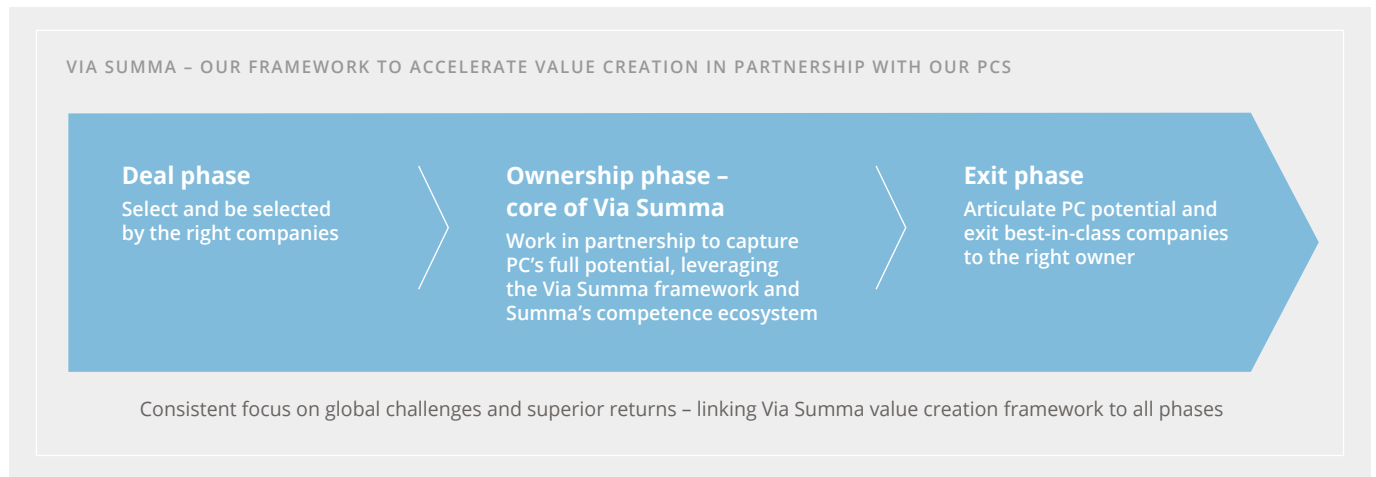 VIA SUMMA – OUR FRAMEWORK TO ACCELERATE VALUE CREATION IN PARTNERSHIP WITH OUR PCS
Deal phase
Select and be selected
by the right companies
Ownership phase –
core of Via Summa
Work in partnership to capture
PC’s full potential, leveraging
the Via Summa framework and
Summa’s competence ecosystem
Exit phase
Articulate PC potential and
exit best-in-class companies
to the right owner
Consistent focus on global challenges and superior returns – linking Via Summa value creation framework to all phases